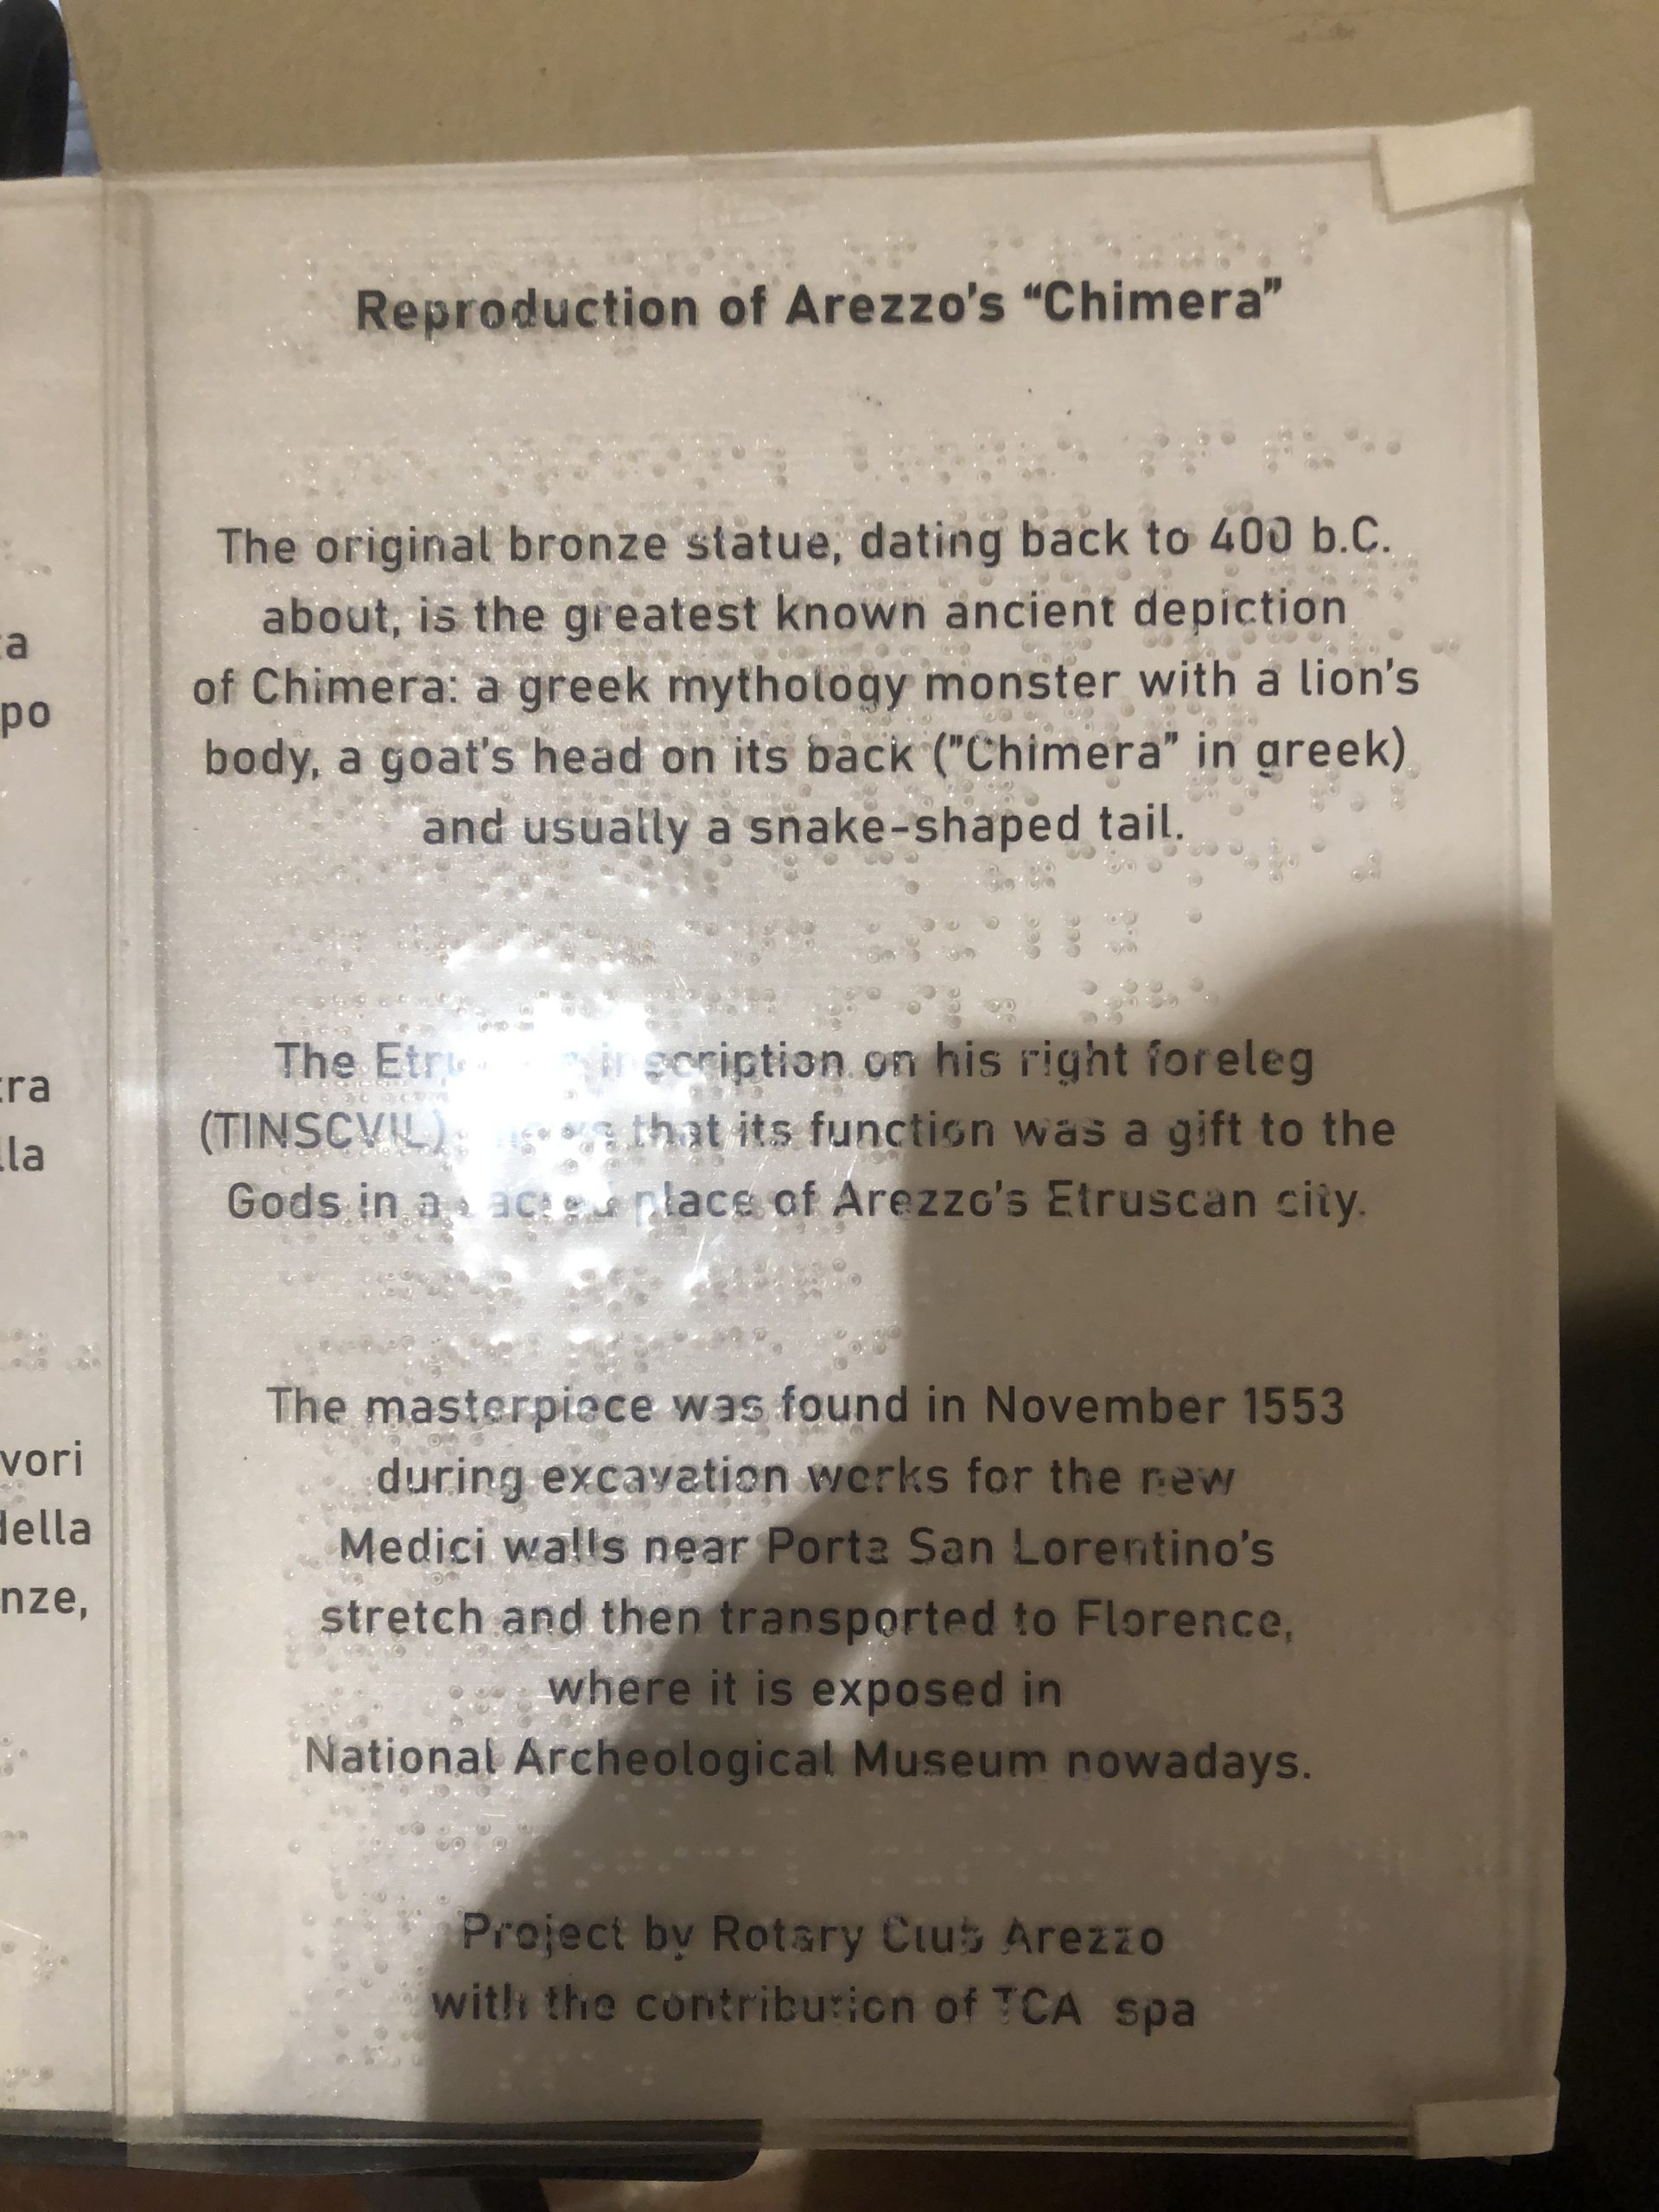 Reproduction of Arezzo's “Chimera”
The original bronze statue, dating back to 400 b.C.
about, is the greatest known ancient depiction
of Chimera: a greek mythology monster with a lion's
body, a goat's head on its back ("Chimera" in greek)
and usually a snake-shaped tail.
The inscription on his right foreleg
(TINSCVIL) that its function was a gift to the
Gods in a sacred place of Arezzo's Etruscan city.
The masterpiece was found in November 1553
during excavation works for the new
Medici walls near Porta San Lorentino's
stretch and then transported to Florence,
where it is exposed in
National Archeological Museum nowadays.
Project by Rotary Club Arezzo
with the contribution of TCA spa
ta
po
tra
lla
vori
della
nze,